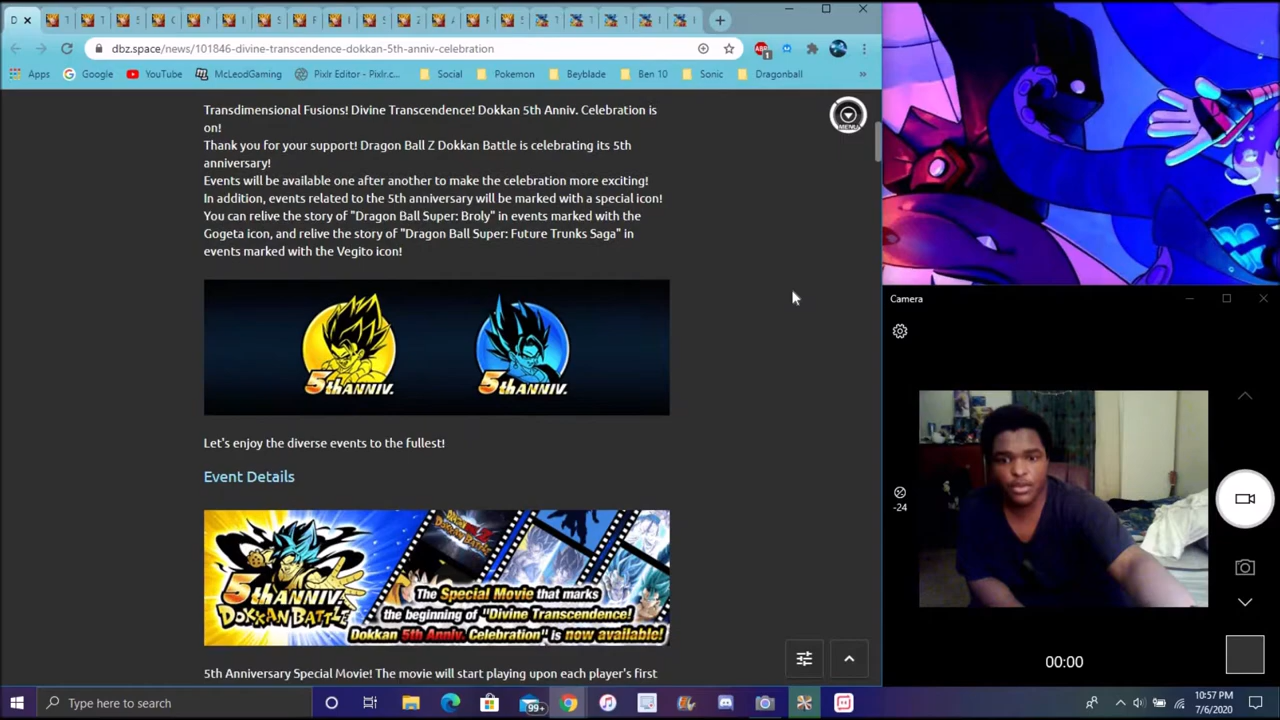 D
dbz.space/news/101846-divine-transcendence-dokkan-5th-anniv-celebration
ABP
1
Apps
Google
YouTube
McLeodGaming
Pixlr Editor - Pixlr.c...
Social
Pokemon
Beyblade
Ben 10
Sonic
Dragonball
»
MENU
Transdimensional Fusions! Divine Transcendence! Dokkan 5th Anniv. Celebration is
on!
Thank you for your support! Dragon Ball Z Dokkan Battle is celebrating its 5th
anniversary!
Events will be available one after another to make the celebration more exciting!
In addition, events related to the 5th anniversary will be marked with a special icon!
You can relive the story of "Dragon Ball Super: Broly" in events marked with the
Gogeta icon, and relive the story of "Dragon Ball Super: Future Trunks Saga" in
events marked with the Vegito icon!
5th ANNIV.
5th ANNIV.
Let's enjoy the diverse events to the fullest!
Event Details
5th ANNIV.
DOKKAN BATTLE
The Special Movie that marks
the beginning of "Divine Transcendence!
Dokkan 5th Anniv. Celebration" is now available!
5th Anniversary Special Movie! The movie will start playing upon each player's first
Camera
-24
00:00
Type here to search
99+
10:57 PM
7/6/2020